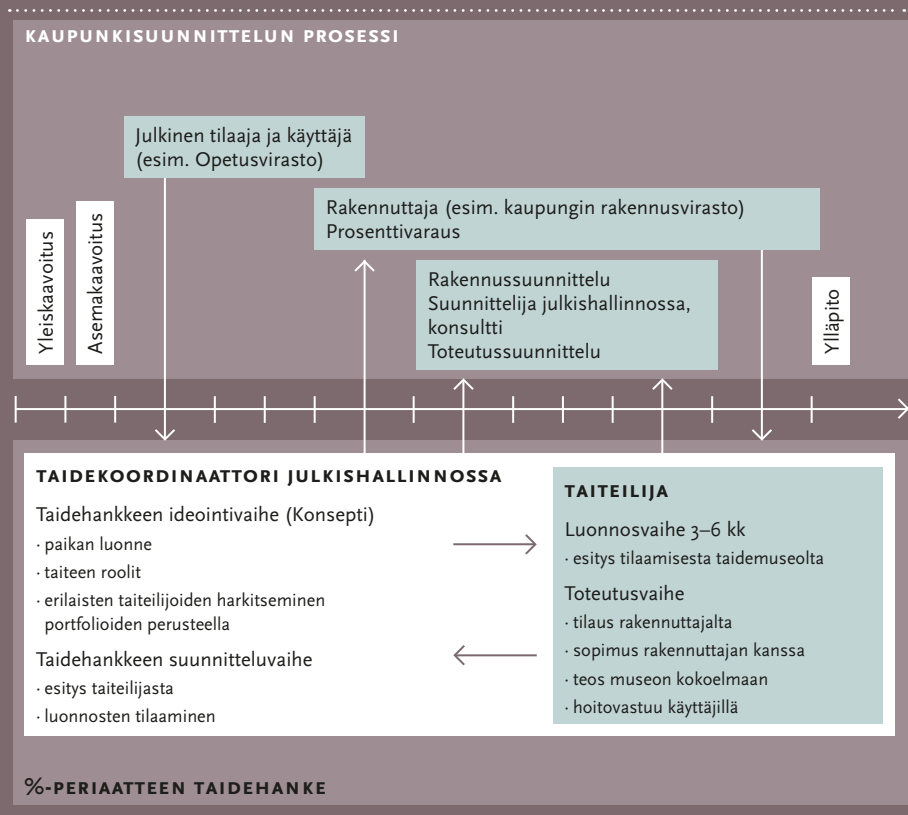 KAUPUNKISUUNNITTELUN PROSESSI
Julkinen tilaaja ja käyttäjä
(esim. Opetusvirasto)
Rakennuttaja (esim. kaupungin rakennusvirasto)
Prosenttivaraus
Yleiskaavoitus
Asemakaavoitus
Rakennussuunnittelu
Suunnittelija julkishallinnossa,
konsultti
Toteutussuunnittelu
Ylläpito
TAIDEKOORDINAATTORI JULKISHALLINNOSSA
Taidehankkeen ideointivaihe (Konsepti)
· paikan luonne
· taiteen roolit
· erilaisten taiteilijoiden harkitseminen
portfolioiden perusteella
Taidehankkeen suunnitteluvaihe
· esitys taiteilijasta
· luonnosten tilaaminen
TAITEILIJA
Luonnosvaihe 3–6 kk
· esitys tilaamisesta taidemuseolta
Toteutusvaihe
· tilaus rakennuttajalta
· sopimus rakennuttajan kanssa
· teos museon kokoelmaan
· hoitovastuu käyttäjillä
%-PERIAATTEEN TAIDEHANKE